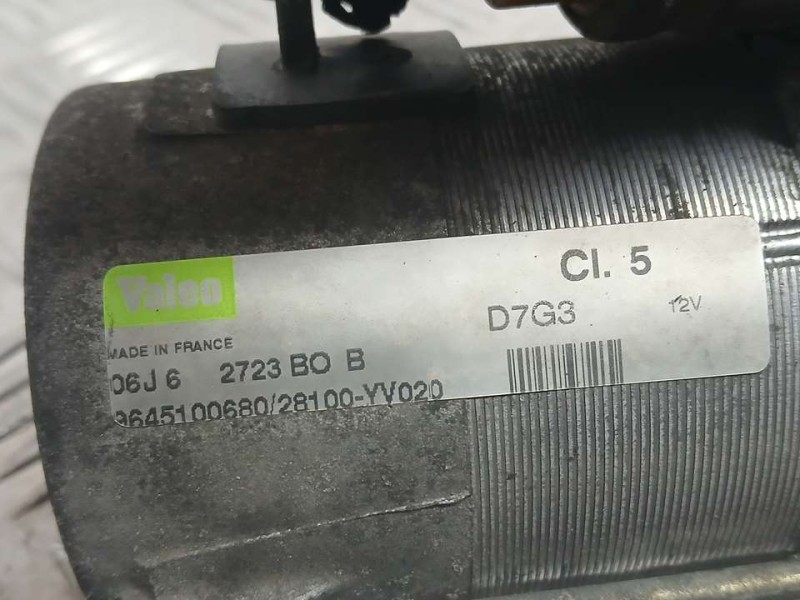 Valeo
Cl. 5
D7G3
12V
MADE IN FRANCE
06J 6 2723 BO B
9645100680/28100-YV020